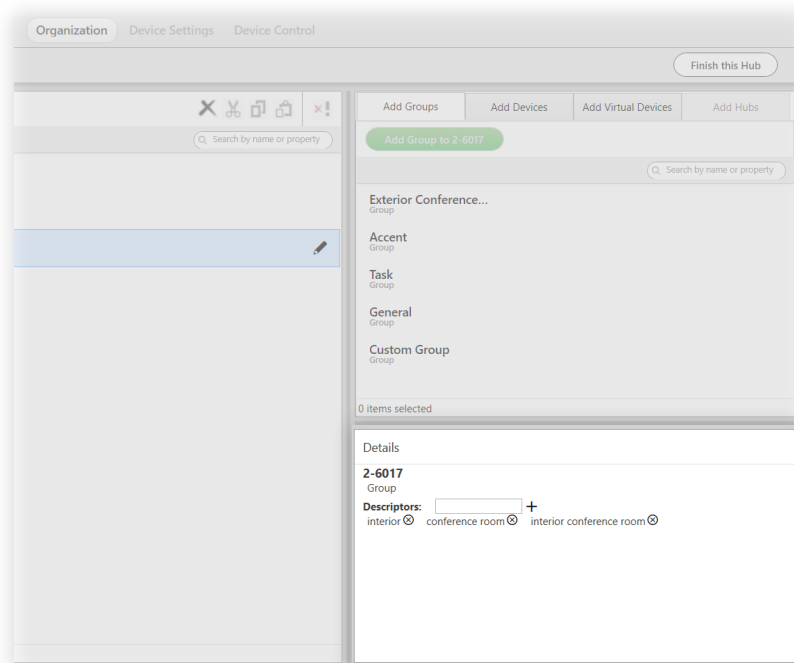 Organization Device Settings Device Control
Finish this Hub
Search by name or property
Add Groups Add Devices Add Virtual Devices Add Hubs
Add Group to 2-6017
Search by name or property
Exterior Conference...
Group
Accent
Group
Task
Group
General
Group
Custom Group
Group
0 items selected
Details
2-6017
Group
Descriptors:
interior conference room interior conference room